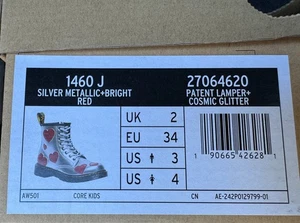 1460 J
SILVER METALLIC+BRIGHT
RED
27064620
PATENT LAMPER+
COSMIC GLITTER
UK 2
EU 34
US 3
US 4
1 90665 42628 1
AW501
CORE KIDS
CN
AE-242P0129799-01